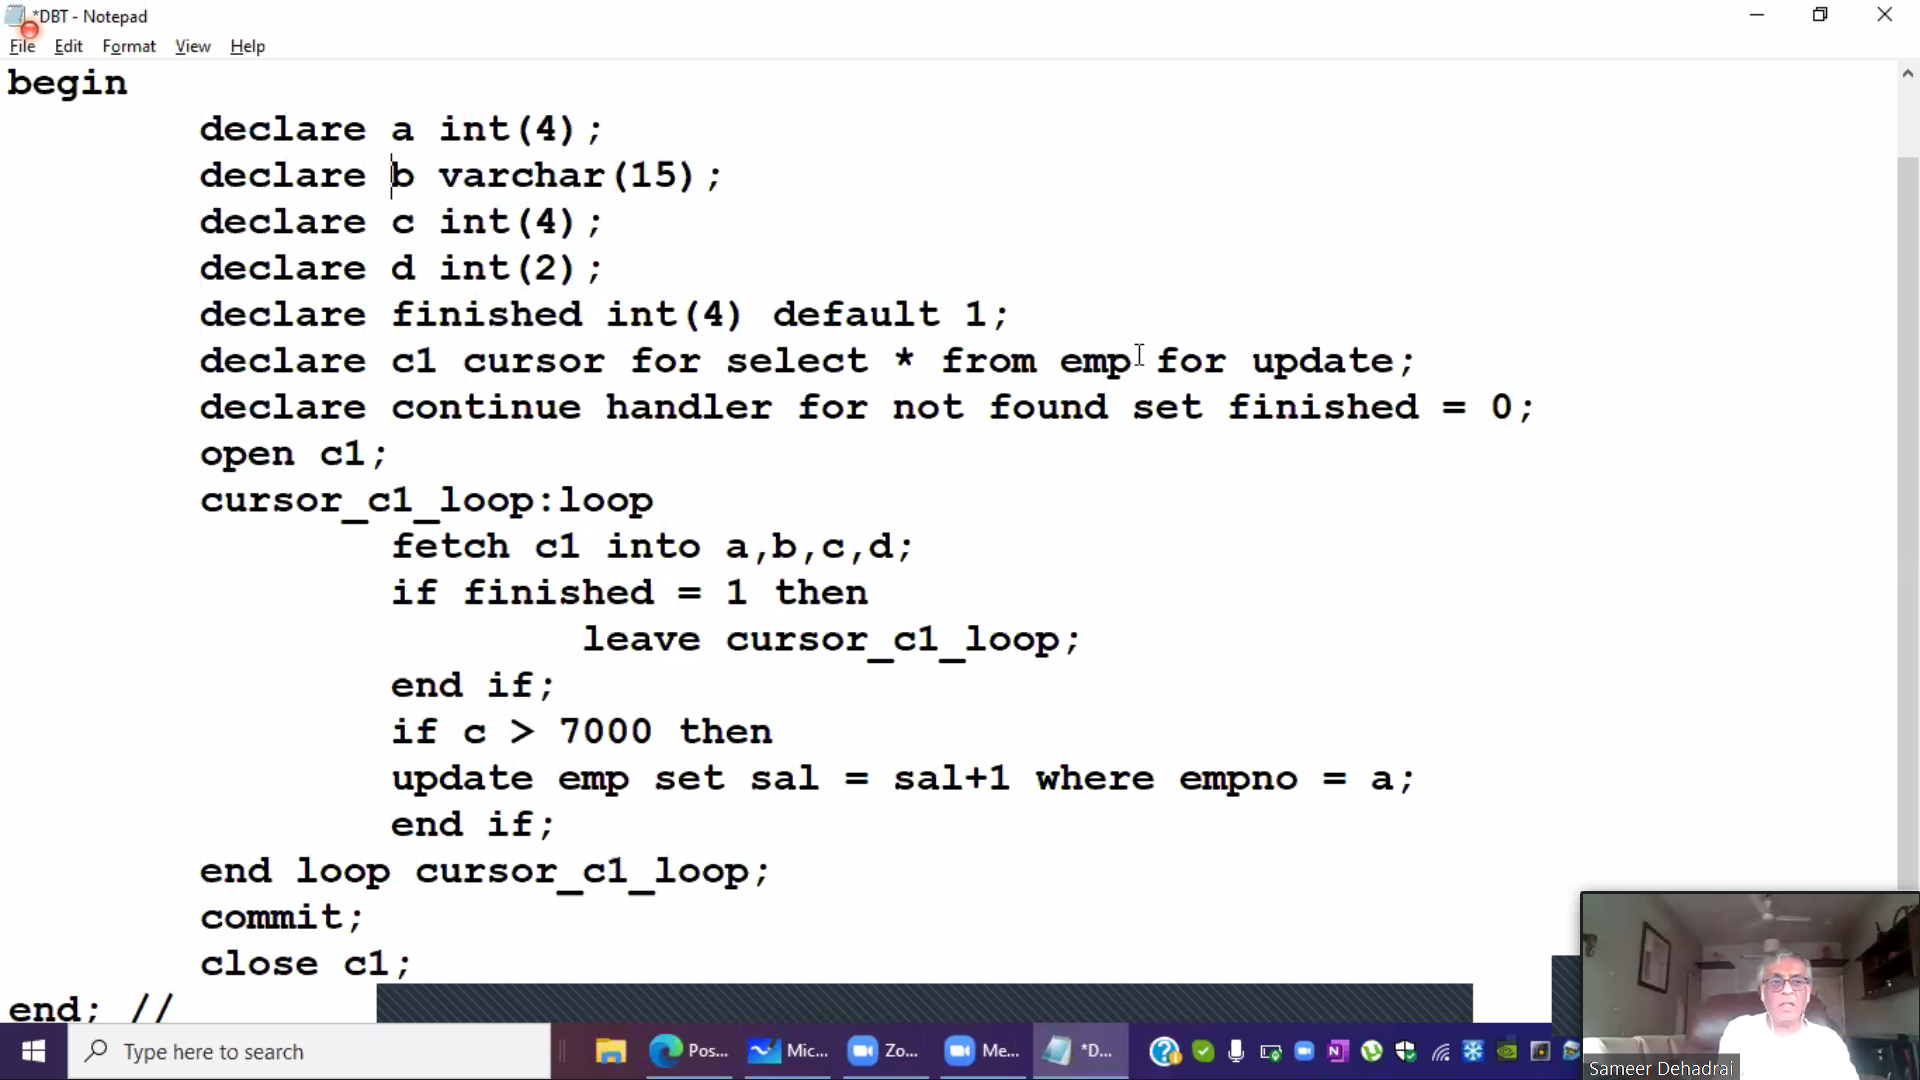 *DBT - Notepad
File Edit Format View Help
begin
declare a int(4);
declare b varchar(15);
declare c int(4);
declare d int(2);
declare finished int(4) default 1;
declare c1 cursor for select * from emp for update;
declare continue handler for not found set finished = 0;
open c1;
cursor_c1_loop:loop
fetch c1 into a,b,c,d;
if finished = 1 then
leave cursor_c1_loop;
end if;
if c > 7000 then
update emp set sal = sal+1 where empno = a;
end if;
end loop cursor_c1_loop;
commit;
close c1;
end; //
Type here to search
Pos...
Mic...
Zo...
Me...
*D...
Sameer Dehadrai